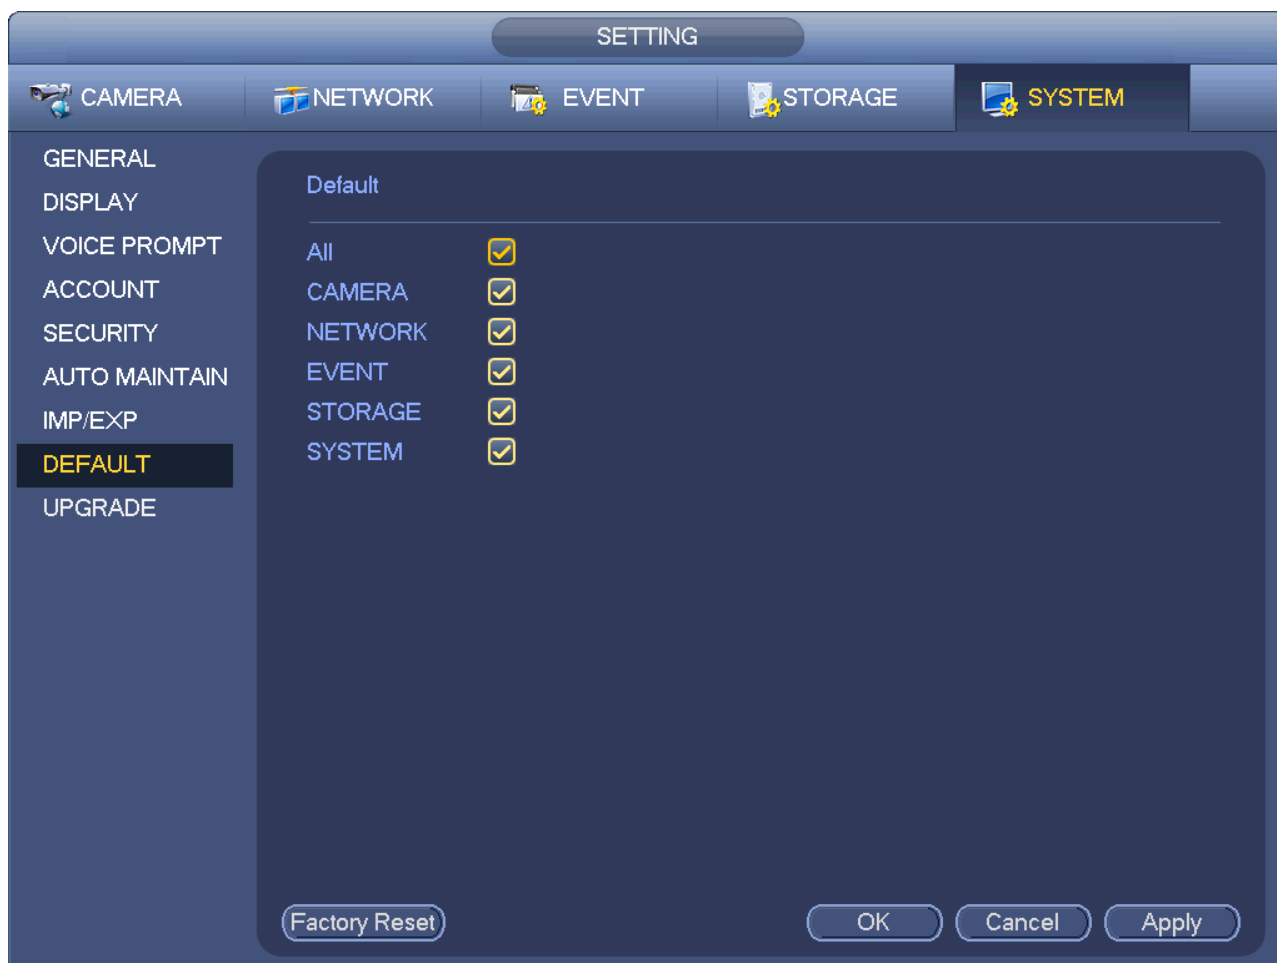 SETTING
CAMERA NETWORK EVENT STORAGE SYSTEM
GENERAL
DISPLAY
VOICE PROMPT
ACCOUNT
SECURITY
AUTO MAINTAIN
IMP/EXP
DEFAULT
UPGRADE
Default
All
CAMERA
NETWORK
EVENT
STORAGE
SYSTEM
Factory Reset OK Cancel Apply